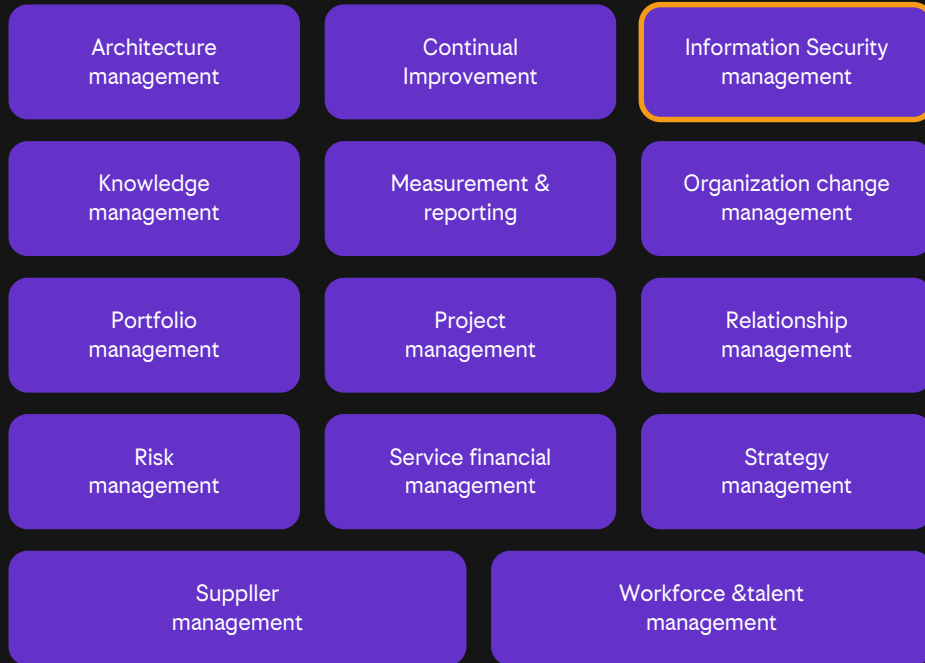 Architecture
management
Continual
Improvement
Information Security
management
Knowledge
management
Measurement &
reporting
Organization change
management
Portfolio
management
Project
management
Relationship
management
Risk
management
Service financial
management
Strategy
management
Suppller
management
Workforce &talent
management